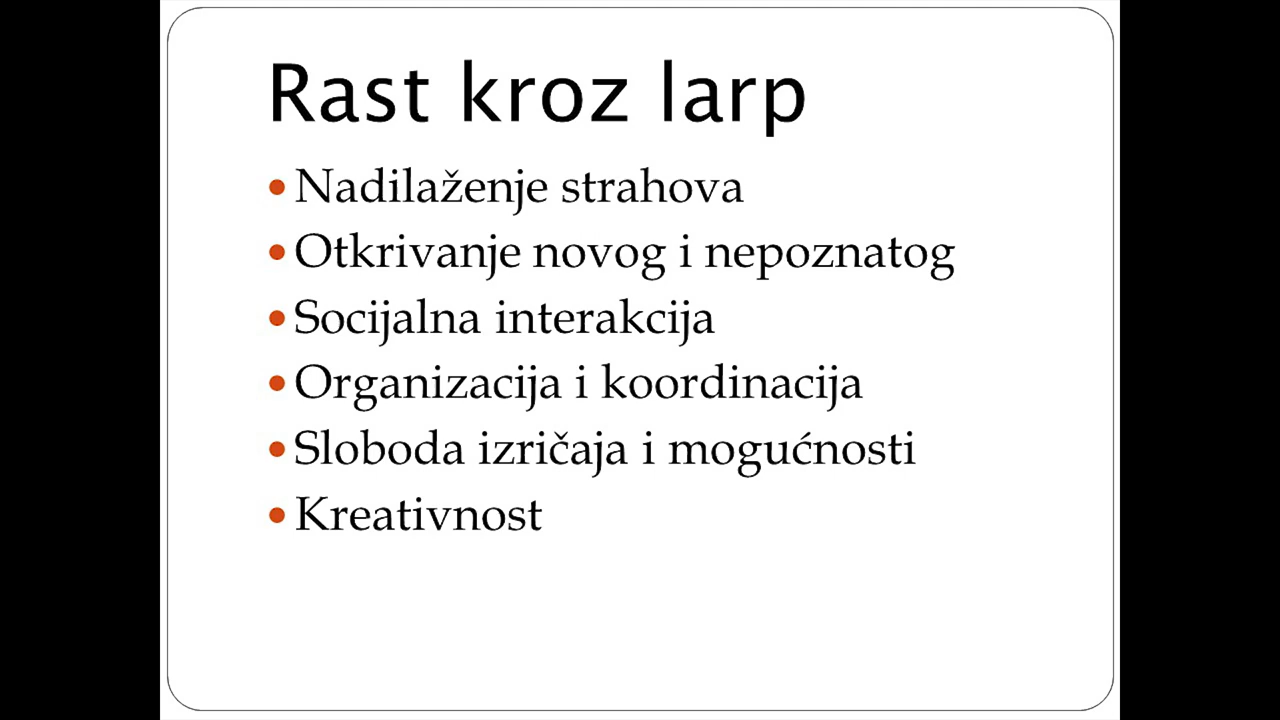 Rast kroz larp
Nadilaženje strahova
Otkrivanje novog i nepoznatog
Socijalna interakcija
Organizacija i koordinacija
Sloboda izričaja i mogućnosti
Kreativnost